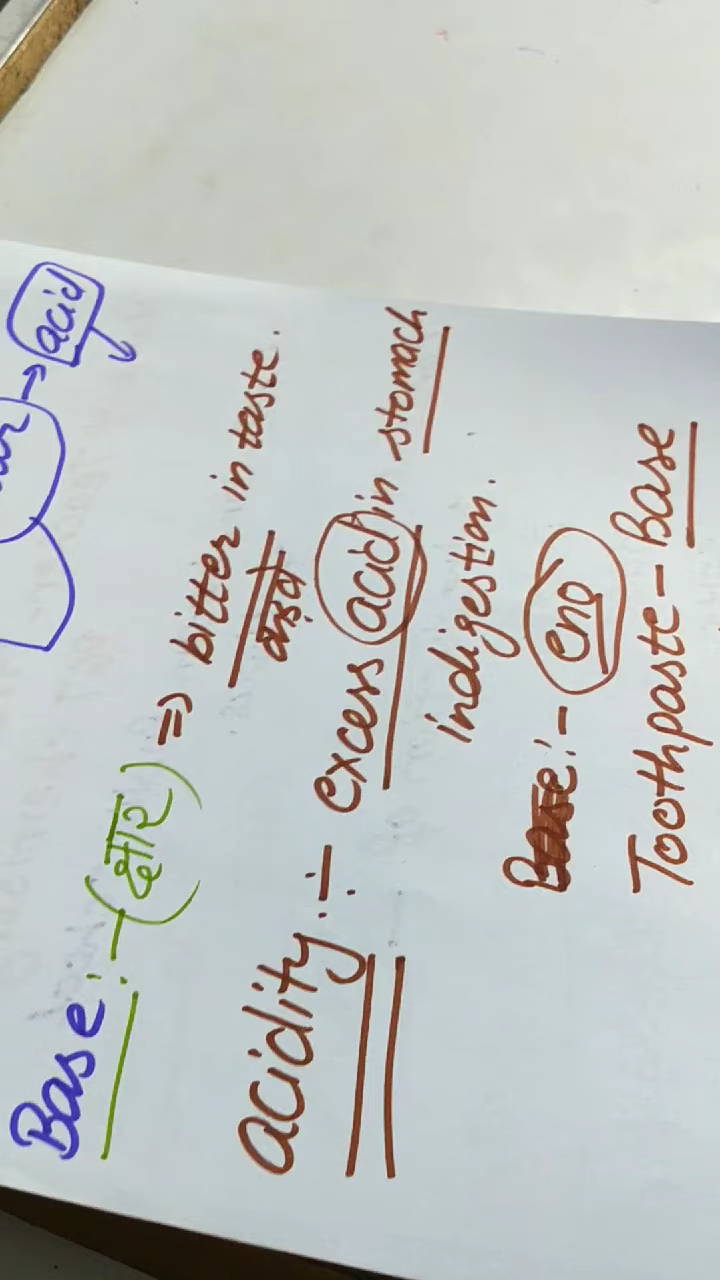 acid
Base:-(क्षार) => bitter in taste.
कड़वा
acidity :- excess acid in stomach
indigestion.
Base:- eno
Toothpaste - Base